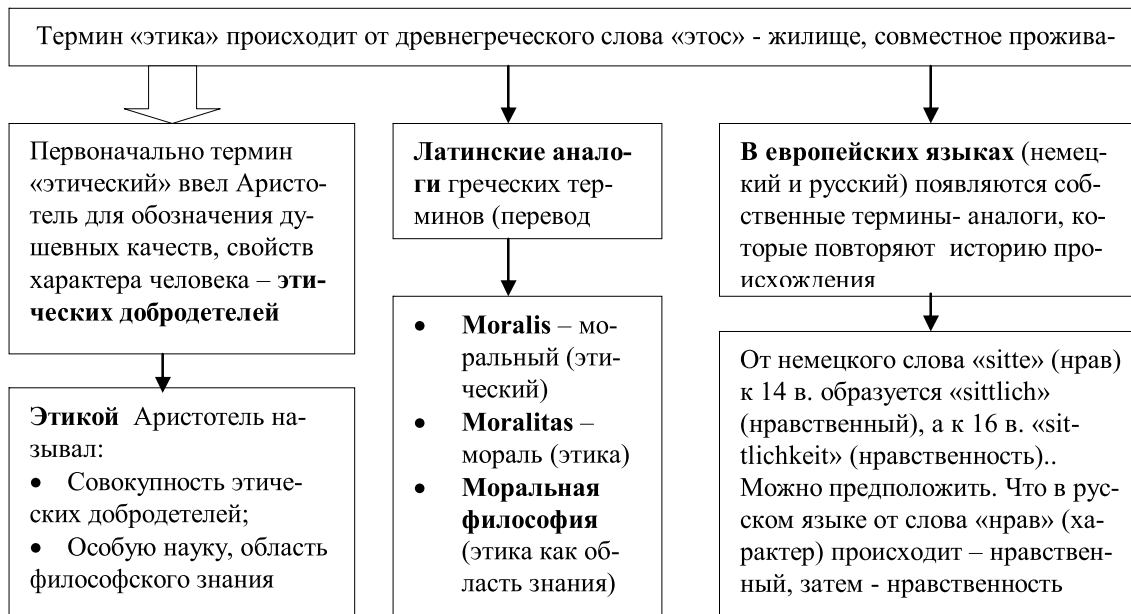 Термин «этика» происходит от древнегреческого слова «этос» - жилище, совместное прожива-
Первоначально термин
«этический» ввел Аристо-
тель для обозначения ду-
шевных качеств, свойств
характера человека – эти-
ческих добродетелей
Этикой Аристотель на-
зывал:
• Совокупность этиче-
ских добродетелей;
• Особую науку, область
философского знания
Латинские анало-
ги греческих тер-
минов (перевод
• Moralis – мо-
ральный (эти-
ческий)
• Moralitas –
мораль (этика)
• Моральная
философия
(этика как об-
ласть знания)
В европейских языках (немец-
кий и русский) появляются соб-
ственные термины- аналоги, ко-
торые повторяют историю про-
исхождения
От немецкого слова «sitte» (нрав)
к 14 в. образуется «sittlich»
(нравственный), а к 16 в. «sit-
tlichkeit» (нравственность)..
Можно предположить. Что в рус-
ском языке от слова «нрав» (ха-
рактер) происходит – нравствен-
ный, затем - нравственность